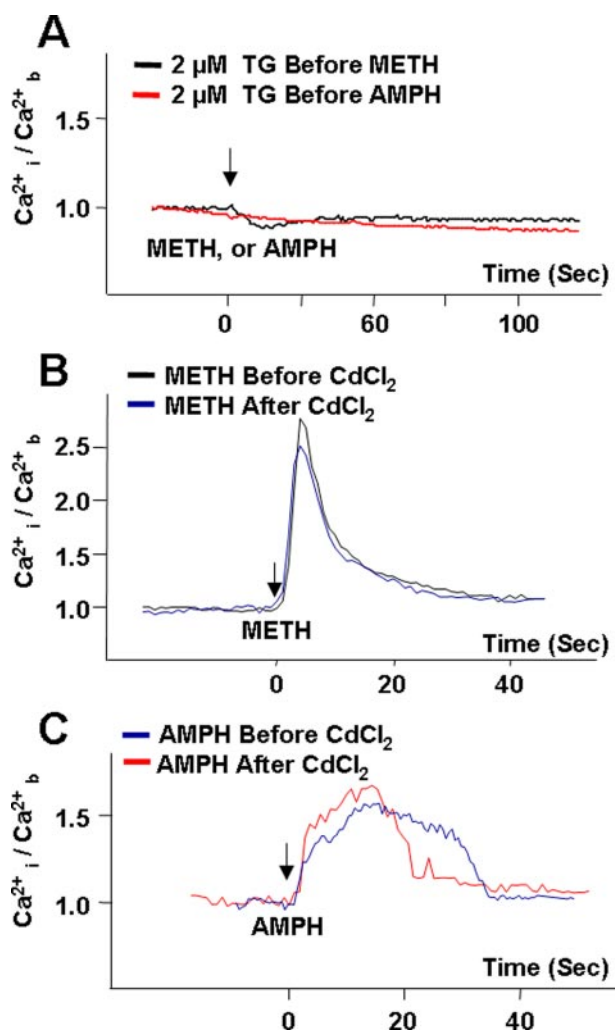 A
2 µM TG Before METH
2 µM TG Before AMPH
Ca²⁺ i / Ca²⁺ b
1.5
1.0
METH, or AMPH
Time (Sec)
0 60 100
B
METH Before CdCl₂
METH After CdCl₂
Ca²⁺ i / Ca²⁺ b
2.5
2.0
1.5
1.0
METH
Time (Sec)
0 20 40
C
AMPH Before CdCl₂
AMPH After CdCl₂
Ca²⁺ i / Ca²⁺ b
1.5
1.0
AMPH
Time (Sec)
0 20 40